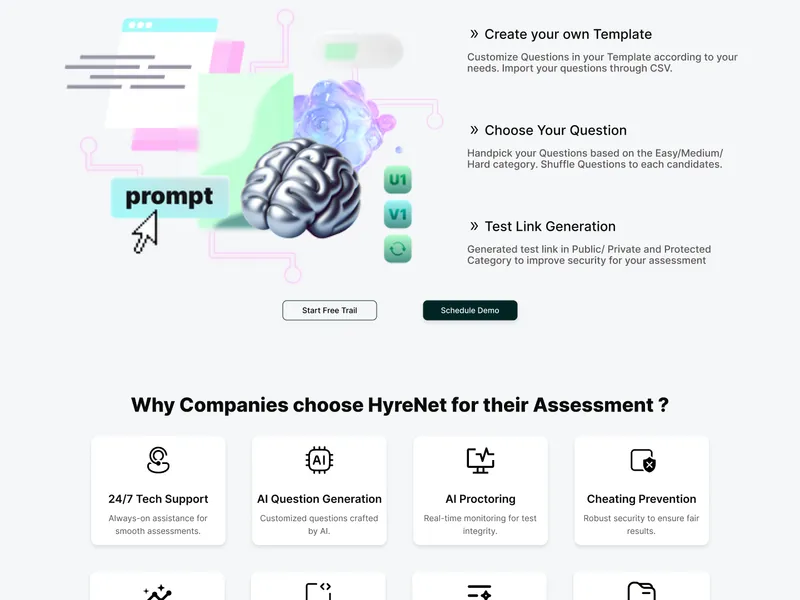 » Create your own Template
Customize Questions in your Template according to your
needs. Import your questions through CSV.
» Choose Your Question
Handpick your Questions based on the Easy/Medium/
Hard category. Shuffle Questions to each candidates.
» Test Link Generation
Generated test link in Public/ Private and Protected
Category to improve security for your assessment
prompt
U1
V1
Start Free Trail
Schedule Demo
Why Companies choose HyreNet for their Assessment ?
AI
24/7 Tech Support
Always-on assistance for
smooth assessments.
AI Question Generation
Customized questions crafted
by AI.
AI Proctoring
Real-time monitoring for test
integrity.
Cheating Prevention
Robust security to ensure fair
results.